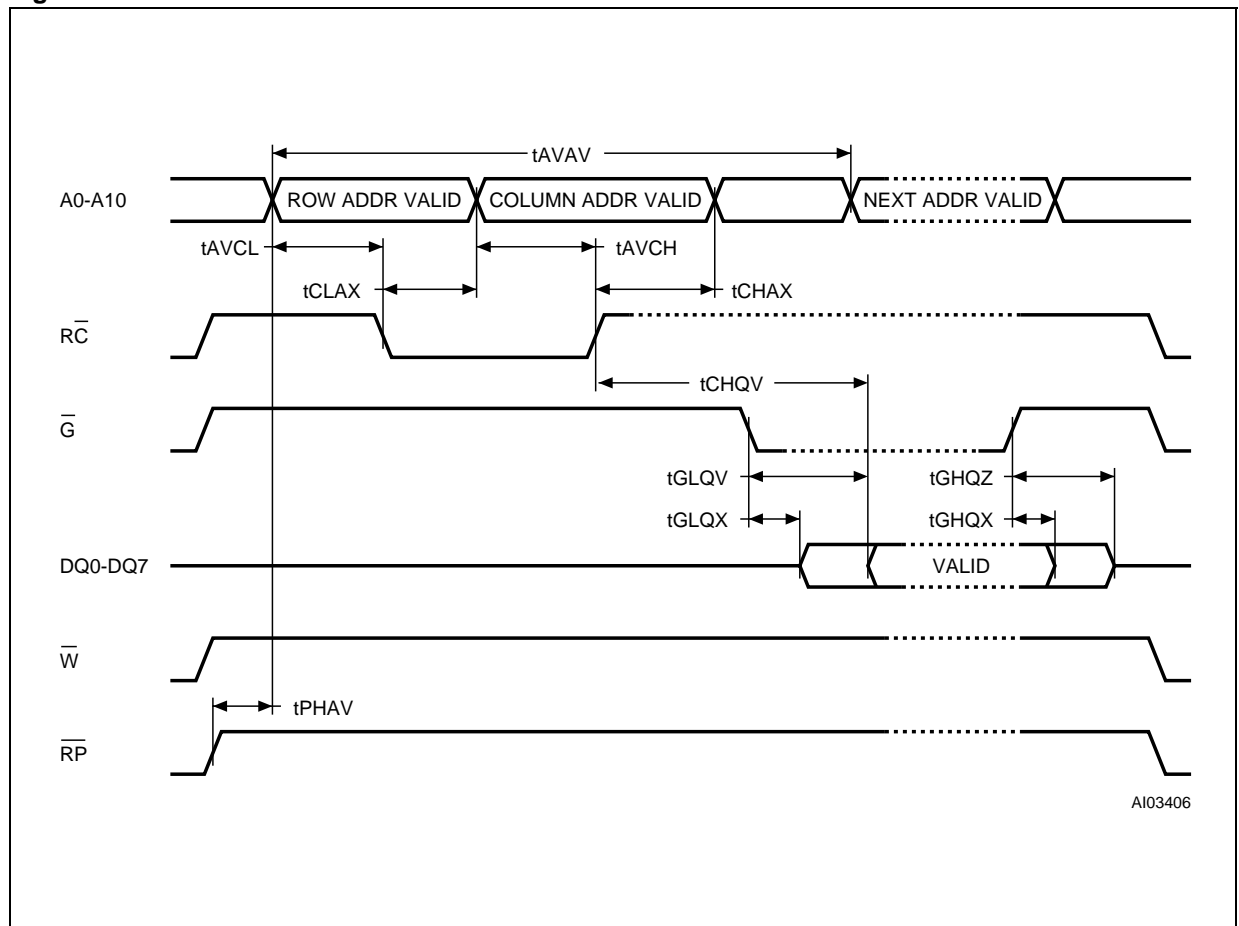 tAVAV
A0-A10
ROW ADDR VALID
COLUMN ADDR VALID
NEXT ADDR VALID
tAVCL
tAVCH
tCLAX
tCHAX
RC̅
tCHQV
G̅
tGLQV
tGHQZ
tGLQX
tGHQX
DQ0-DQ7
VALID
W̅
tPHAV
R̅P̅
AI03406